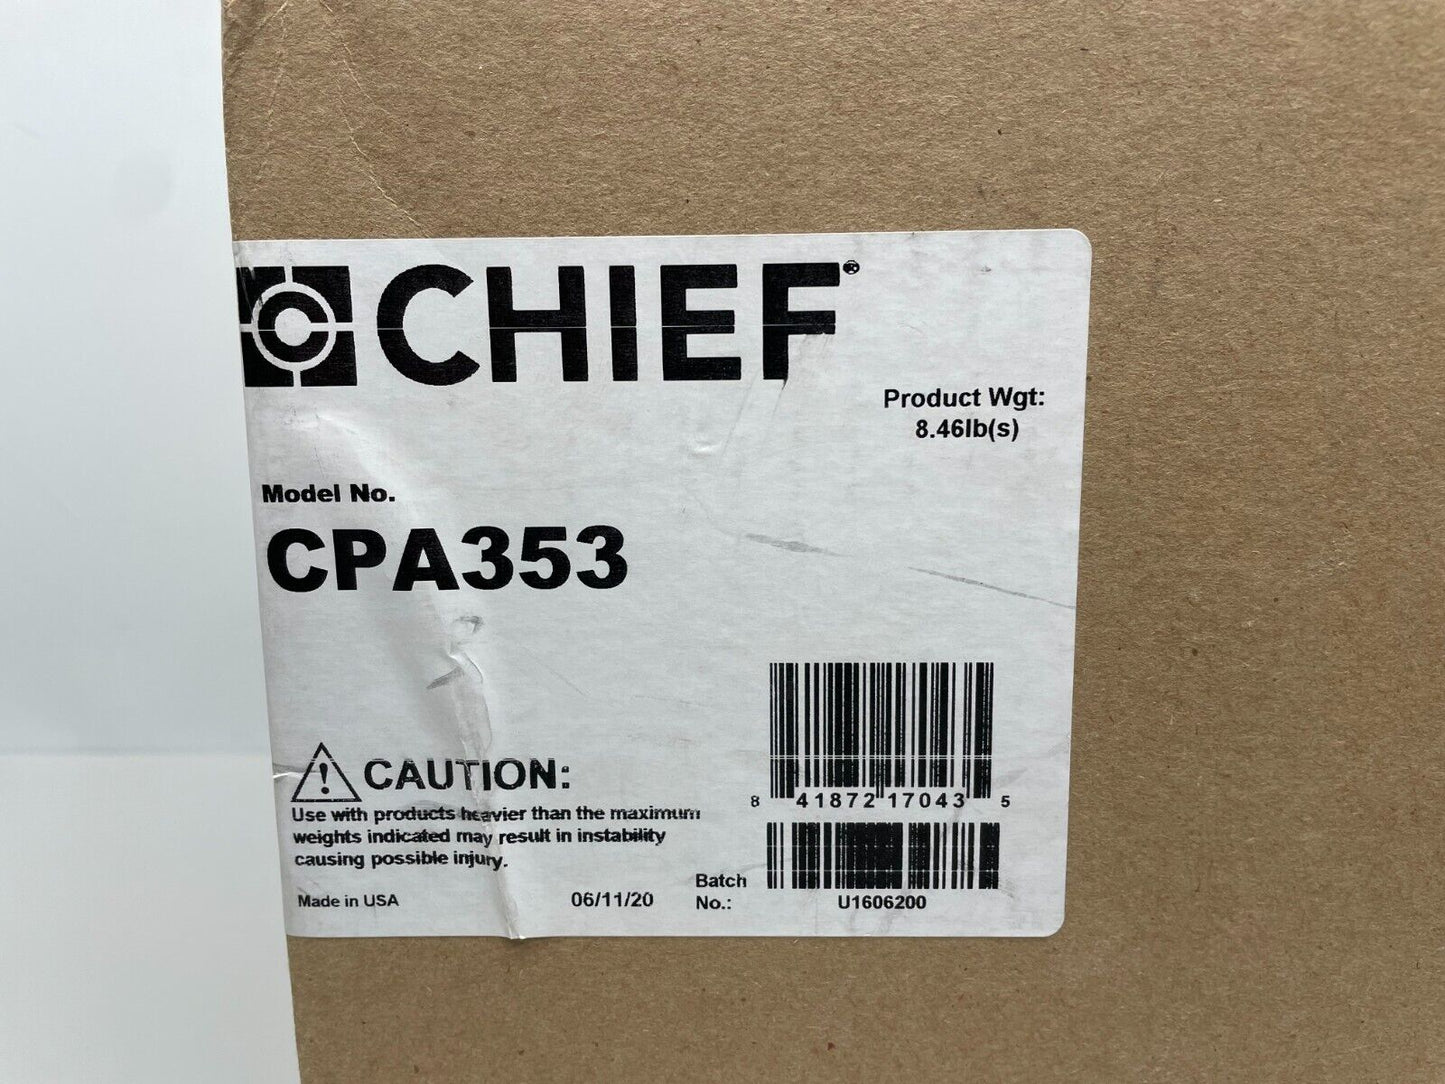 CHIEF®
Product Wgt:
8.46lb(s)
Model No.
CPA353
CAUTION:
Use with products heavier than the maximum
weights indicated may result in instability
causing possible injury.
8 41872 17043 5
Made in USA 06/11/20 Batch No.: U1606200